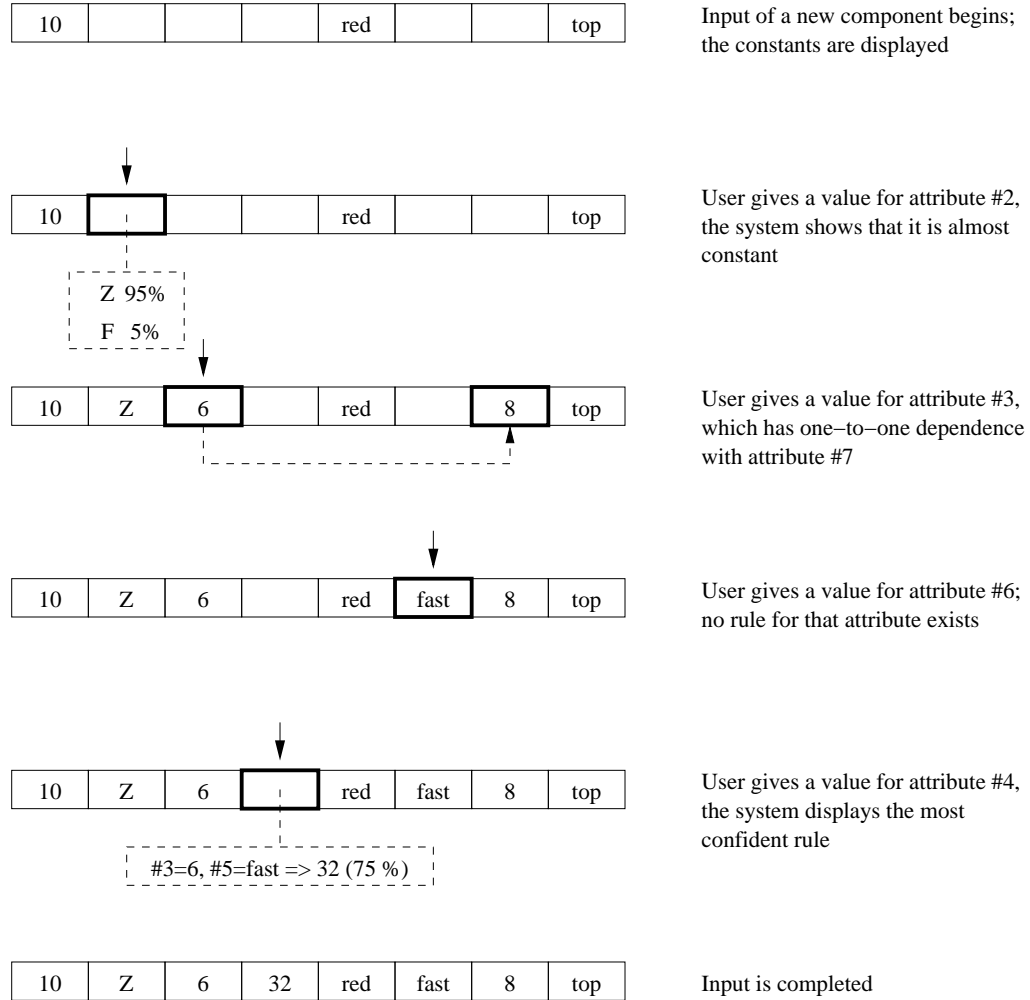 10 red top
Input of a new component begins;
the constants are displayed
10 red top
User gives a value for attribute #2,
the system shows that it is almost
constant
Z 95%
F 5%
10 Z 6 red 8 top
User gives a value for attribute #3,
which has one−to−one dependence
with attribute #7
10 Z 6 red fast 8 top
User gives a value for attribute #6;
no rule for that attribute exists
10 Z 6 red fast 8 top
User gives a value for attribute #4,
the system displays the most
confident rule
#3=6, #5=fast => 32 (75 %)
10 Z 6 32 red fast 8 top
Input is completed